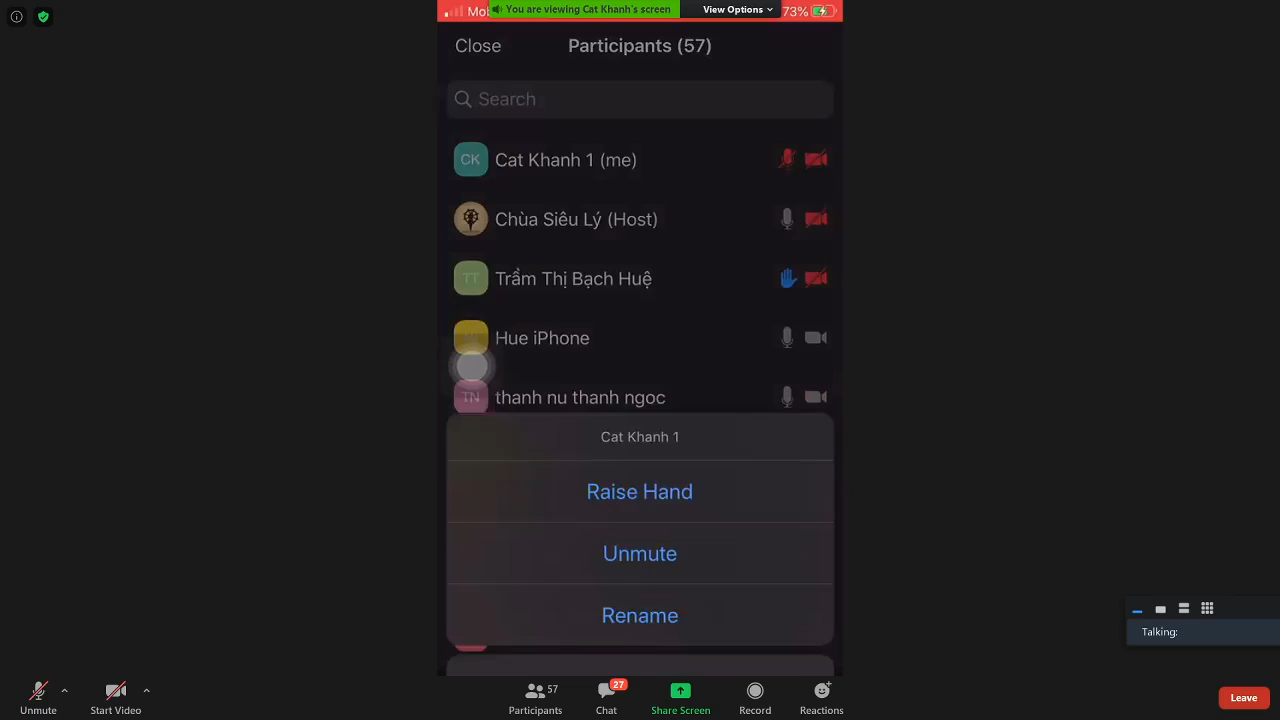 Mob
You are viewing Cat Khanh's screen
View Options
73%
Close
Participants (57)
Search
CK
Cat Khanh 1 (me)
Chùa Siêu Lý (Host)
TT
Trầm Thị Bạch Huệ
Hue iPhone
TN
thanh nu thanh ngoc
Cat Khanh 1
Raise Hand
Unmute
Rename
Talking:
57
27
Unmute
Start Video
Participants
Chat
Share Screen
Record
Reactions
Leave